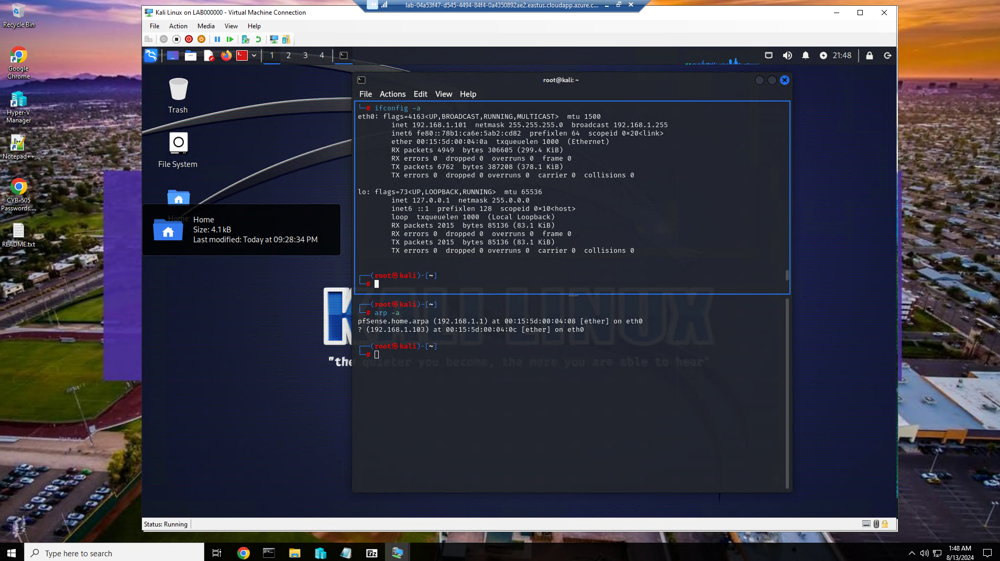 lab-04a53f47-d545-4494-84f4-0a4350892ae2.eastus.cloudapp.azure.c...
Recycle Bin
Google Chrome
Hyper-V Manager
Notepad++
CYB-505 Passwords....
README.txt
Kali Linux on LAB000000 - Virtual Machine Connection
File Action Media View Help
1 2 3 4
21:48
Trash
File System
Home
Home
Size: 4.1 kB
Last modified: Today at 09:28:34 PM
root@kali: ~
File Actions Edit View Help
└─# ifconfig -a
eth0: flags=4163<UP,BROADCAST,RUNNING,MULTICAST>  mtu 1500
        inet 192.168.1.101  netmask 255.255.255.0  broadcast 192.168.1.255
        inet6 fe80::78b1:ca6e:5ab2:cd82  prefixlen 64  scopeid 0×20<link>
        ether 00:15:5d:00:04:0a  txqueuelen 1000  (Ethernet)
        RX packets 4949  bytes 306605 (299.4 KiB)
        RX errors 0  dropped 0  overruns 0  frame 0
        TX packets 6762  bytes 387208 (378.1 KiB)
        TX errors 0  dropped 0 overruns 0  carrier 0  collisions 0
lo: flags=73<UP,LOOPBACK,RUNNING>  mtu 65536
        inet 127.0.0.1  netmask 255.0.0.0
        inet6 ::1  prefixlen 128  scopeid 0×10<host>
        loop  txqueuelen 1000  (Local Loopback)
        RX packets 2015  bytes 85136 (83.1 KiB)
        RX errors 0  dropped 0  overruns 0  frame 0
        TX packets 2015  bytes 85136 (83.1 KiB)
        TX errors 0  dropped 0 overruns 0  carrier 0  collisions 0
┌──(root㉿kali)-[~]
└─#
┌──(root㉿kali)-[~]
└─# arp -a
pfSense.home.arpa (192.168.1.1) at 00:15:5d:00:04:08 [ether] on eth0
? (192.168.1.103) at 00:15:5d:00:04:0c [ether] on eth0
┌──(root㉿kali)-[~]
└─#
KALI LINUX
"the quieter you become, the more you are able to hear"
Status: Running
Type here to search
7z
1:48 AM
8/13/2024